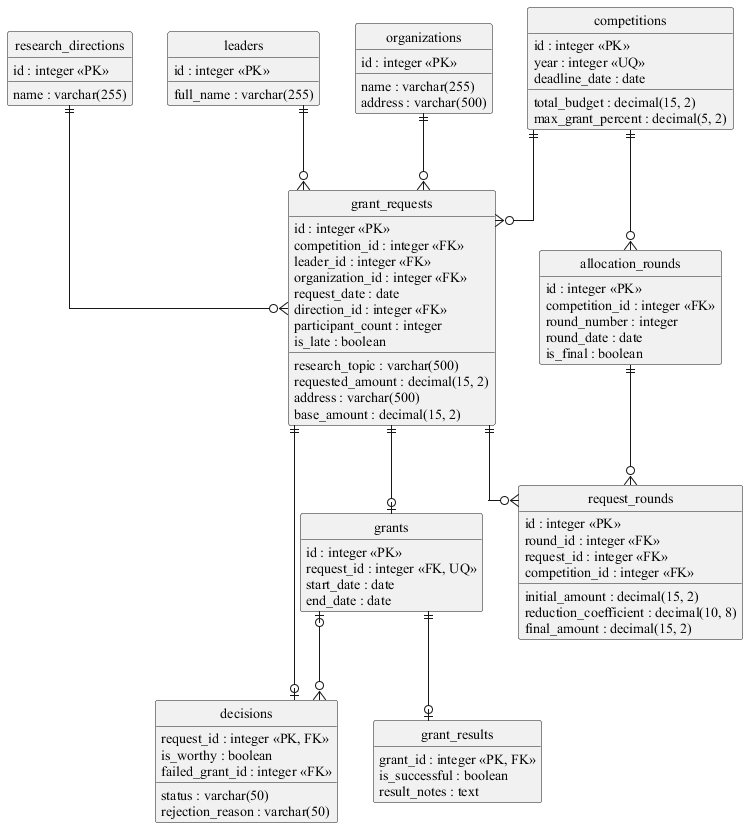 research_directions
id : integer «PK»
name : varchar(255)
leaders
id : integer «PK»
full_name : varchar(255)
organizations
id : integer «PK»
name : varchar(255)
address : varchar(500)
competitions
id : integer «PK»
year : integer «UQ»
deadline_date : date
total_budget : decimal(15, 2)
max_grant_percent : decimal(5, 2)
grant_requests
id : integer «PK»
competition_id : integer «FK»
leader_id : integer «FK»
organization_id : integer «FK»
request_date : date
direction_id : integer «FK»
participant_count : integer
is_late : boolean
research_topic : varchar(500)
requested_amount : decimal(15, 2)
address : varchar(500)
base_amount : decimal(15, 2)
allocation_rounds
id : integer «PK»
competition_id : integer «FK»
round_number : integer
round_date : date
is_final : boolean
request_rounds
id : integer «PK»
round_id : integer «FK»
request_id : integer «FK»
competition_id : integer «FK»
initial_amount : decimal(15, 2)
reduction_coefficient : decimal(10, 8)
final_amount : decimal(15, 2)
grants
id : integer «PK»
request_id : integer «FK, UQ»
start_date : date
end_date : date
decisions
request_id : integer «PK, FK»
is_worthy : boolean
failed_grant_id : integer «FK»
status : varchar(50)
rejection_reason : varchar(50)
grant_results
grant_id : integer «PK, FK»
is_successful : boolean
result_notes : text